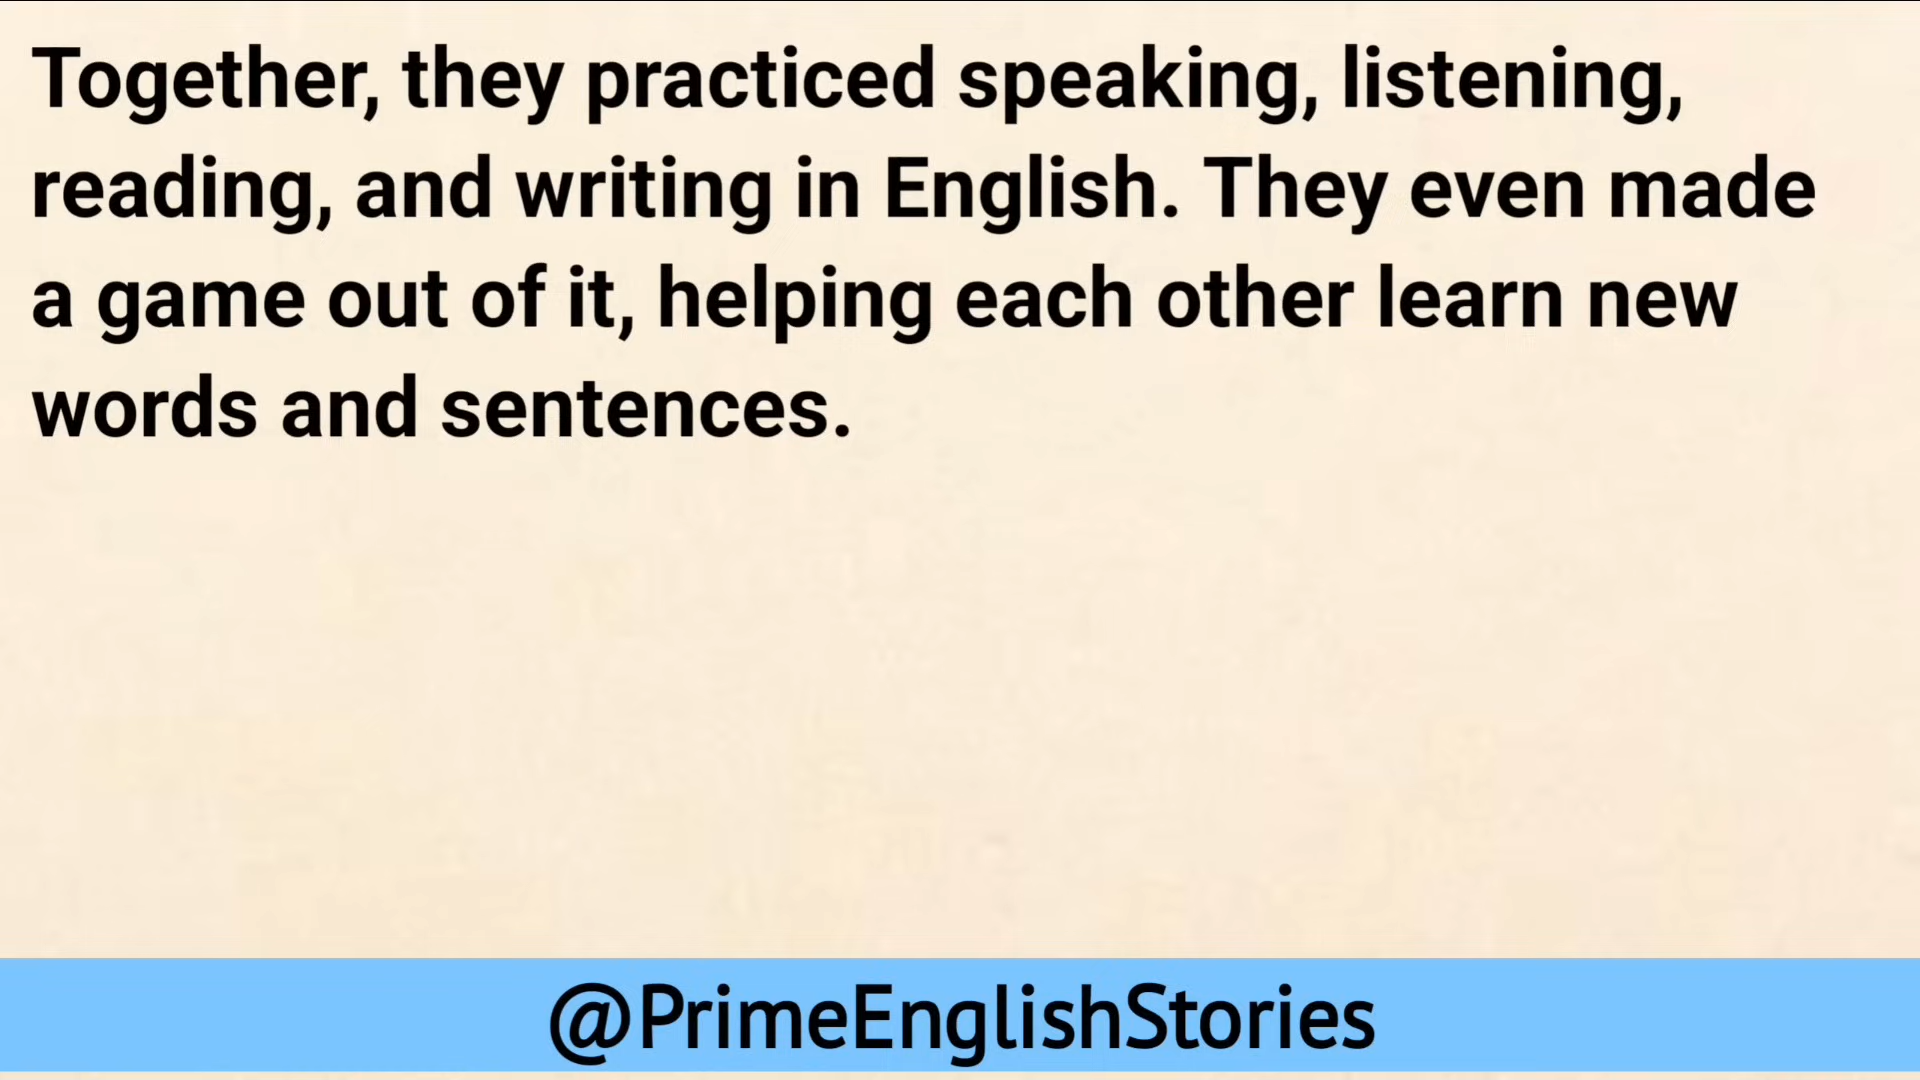 Together, they practiced speaking, listening,
reading, and writing in English. They even made
a game out of it, helping each other learn new
words and sentences.
@PrimeEnglishStories